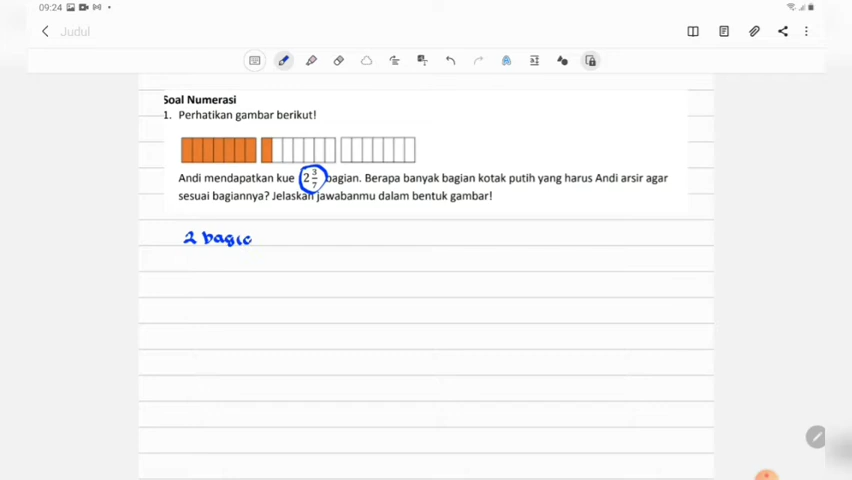 09:24
Judul
Soal Numerasi
1. Perhatikan gambar berikut!
Andi mendapatkan kue 2 3/7 bagian. Berapa banyak bagian kotak putih yang harus Andi arsir agar
sesuai bagiannya? Jelaskan jawabanmu dalam bentuk gambar!
2 bagic